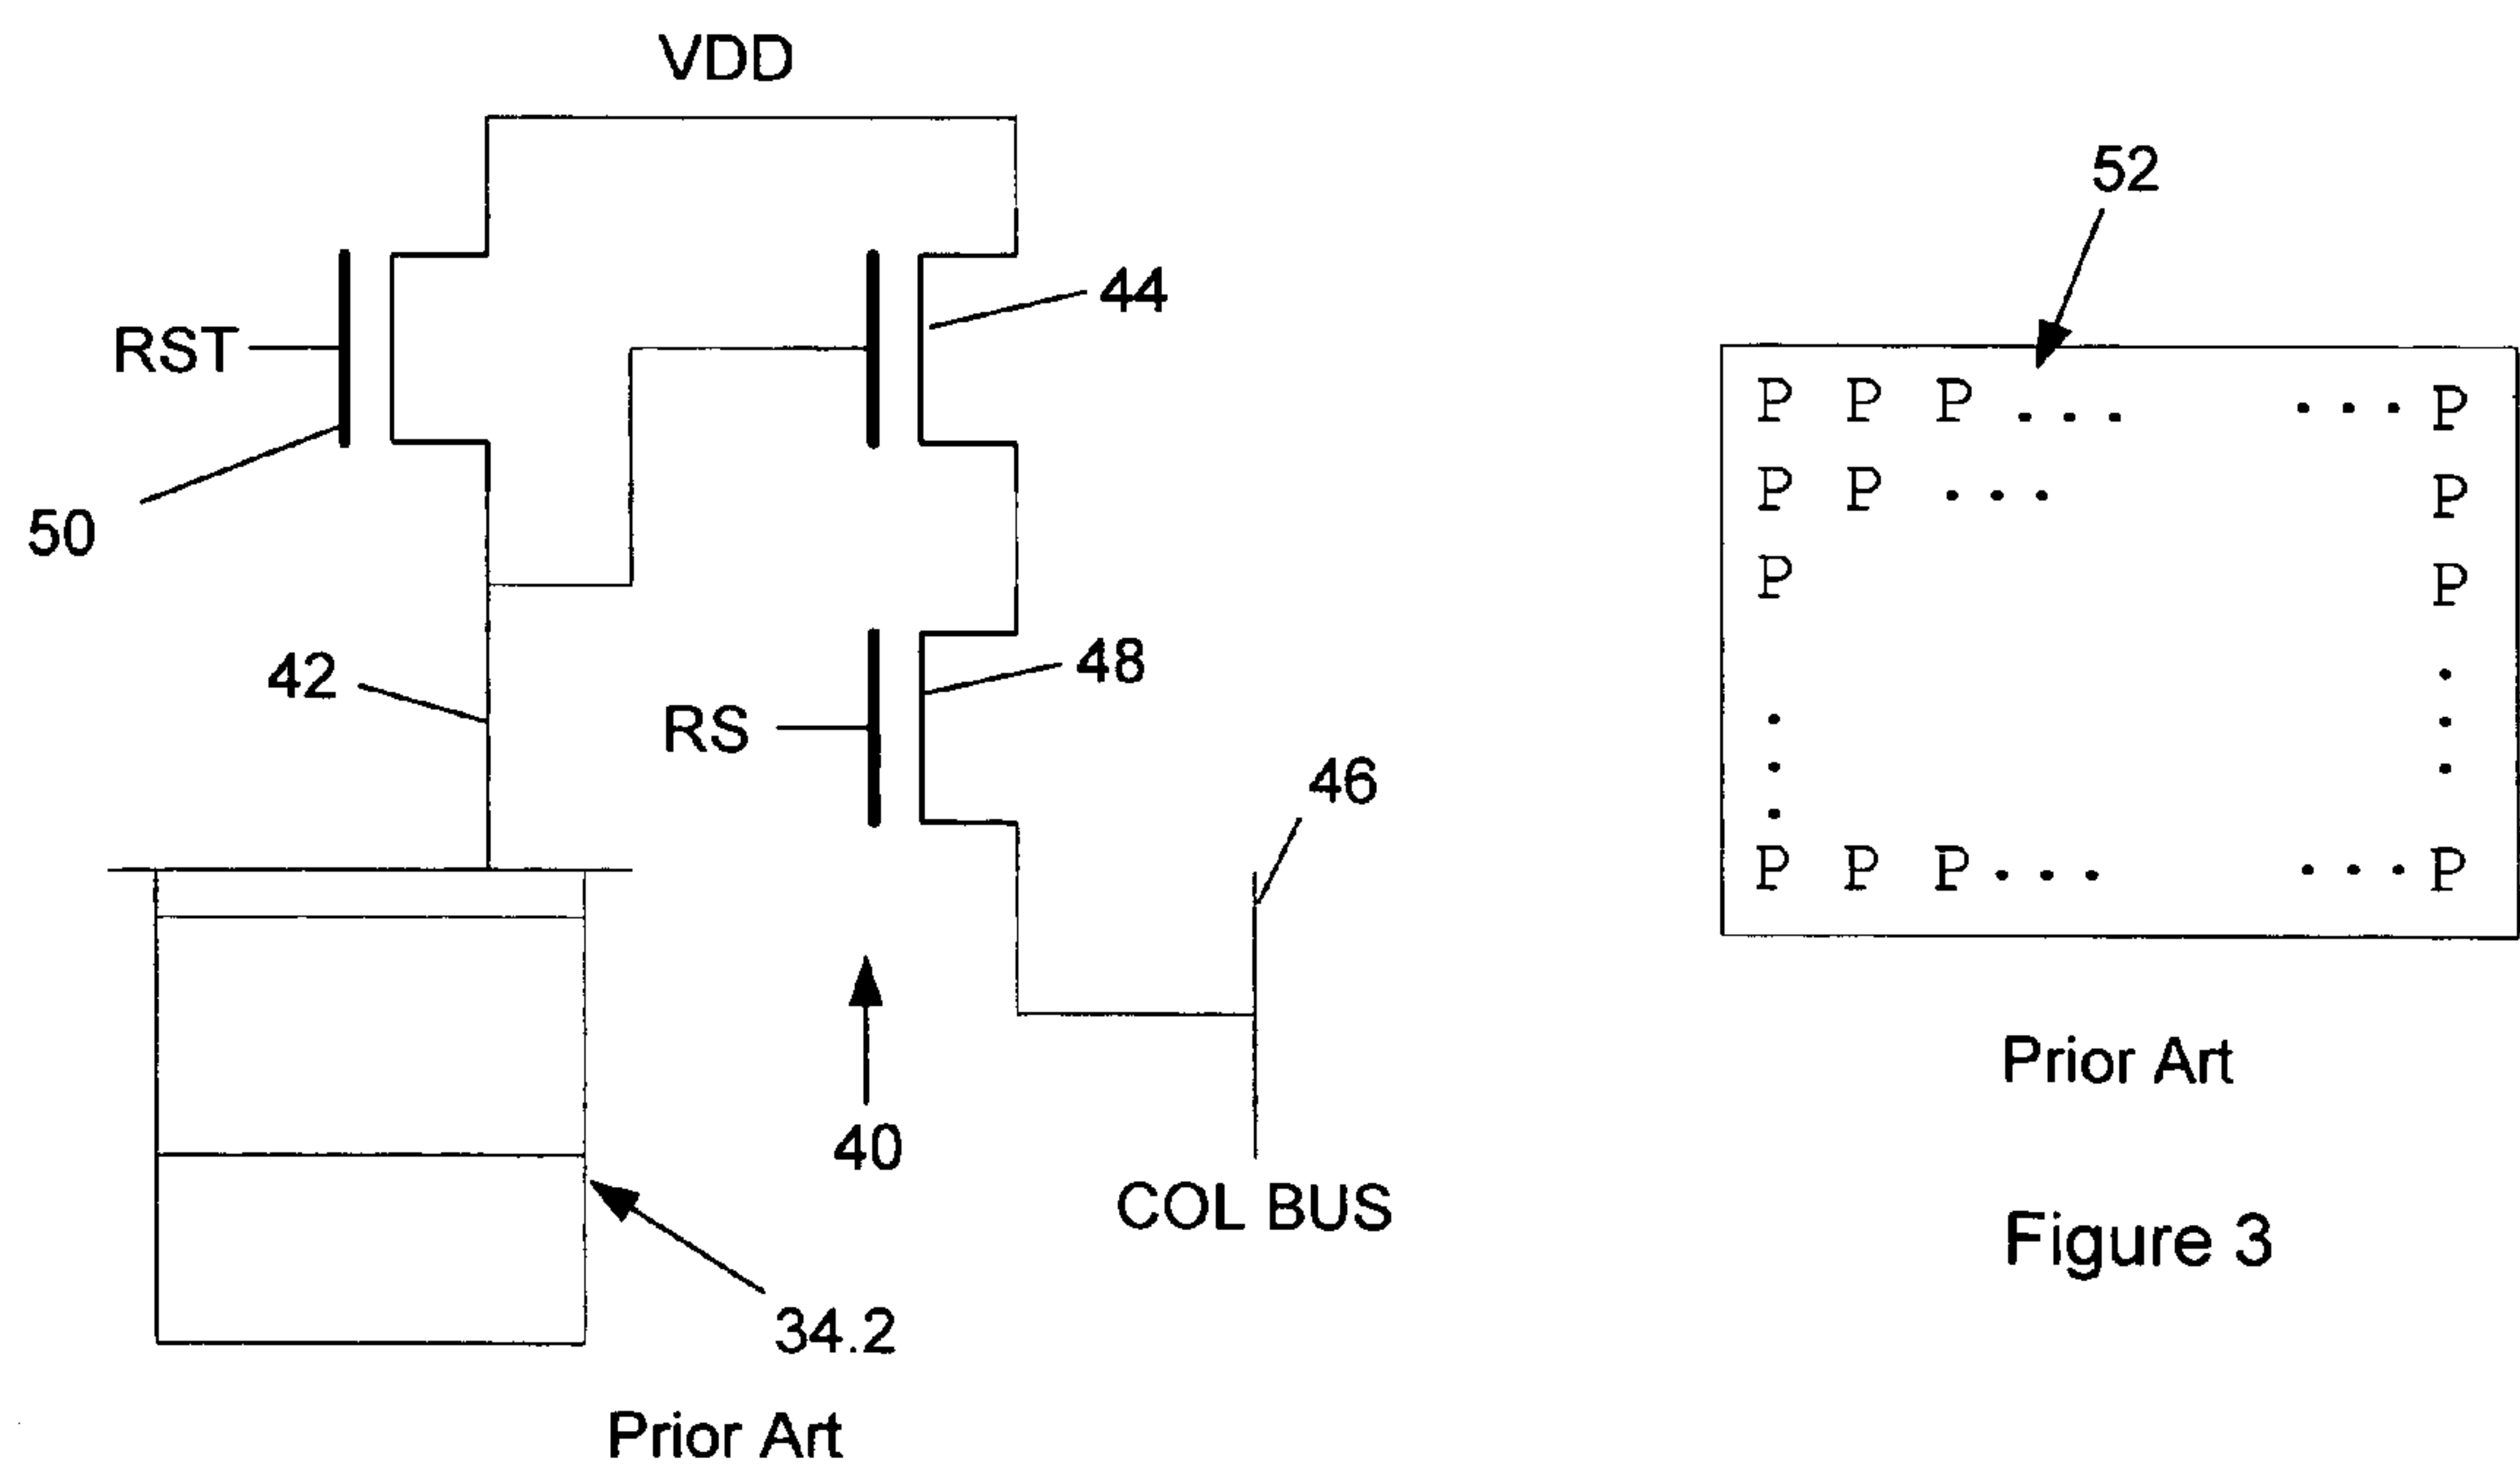 VDD
RST
44
50
42
48
RS
46
40
COL BUS
34.2
Prior Art
52
P P P ... ... P
P P ... P
P P
.
.
.
.
.
.
P P P ... ... P
Prior Art
Figure 3